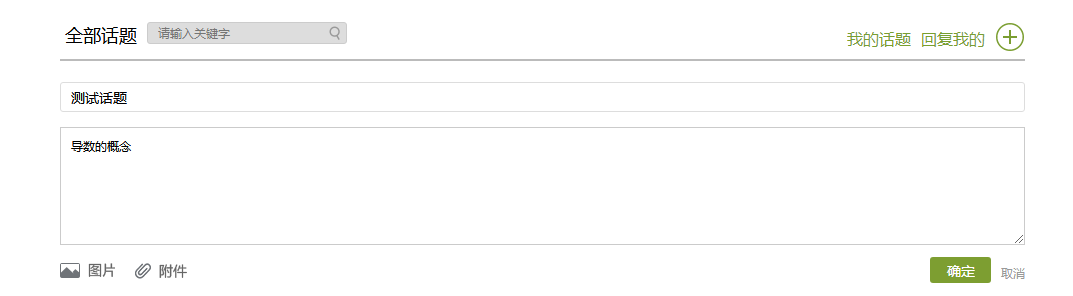 全部话题 请输入关键字 我的话题 回复我的
测试话题
导数的概念
图片 附件 确定 取消